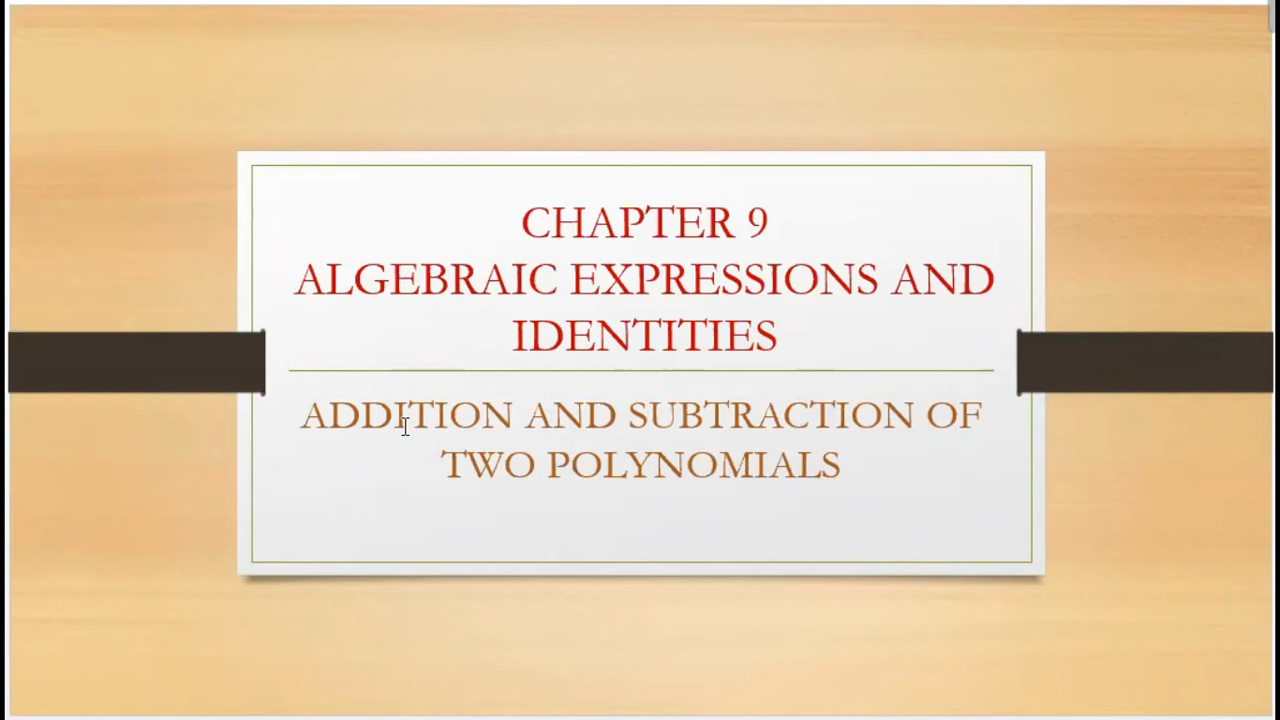 CHAPTER 9
ALGEBRAIC EXPRESSIONS AND
IDENTITIES
ADDITION AND SUBTRACTION OF
TWO POLYNOMIALS